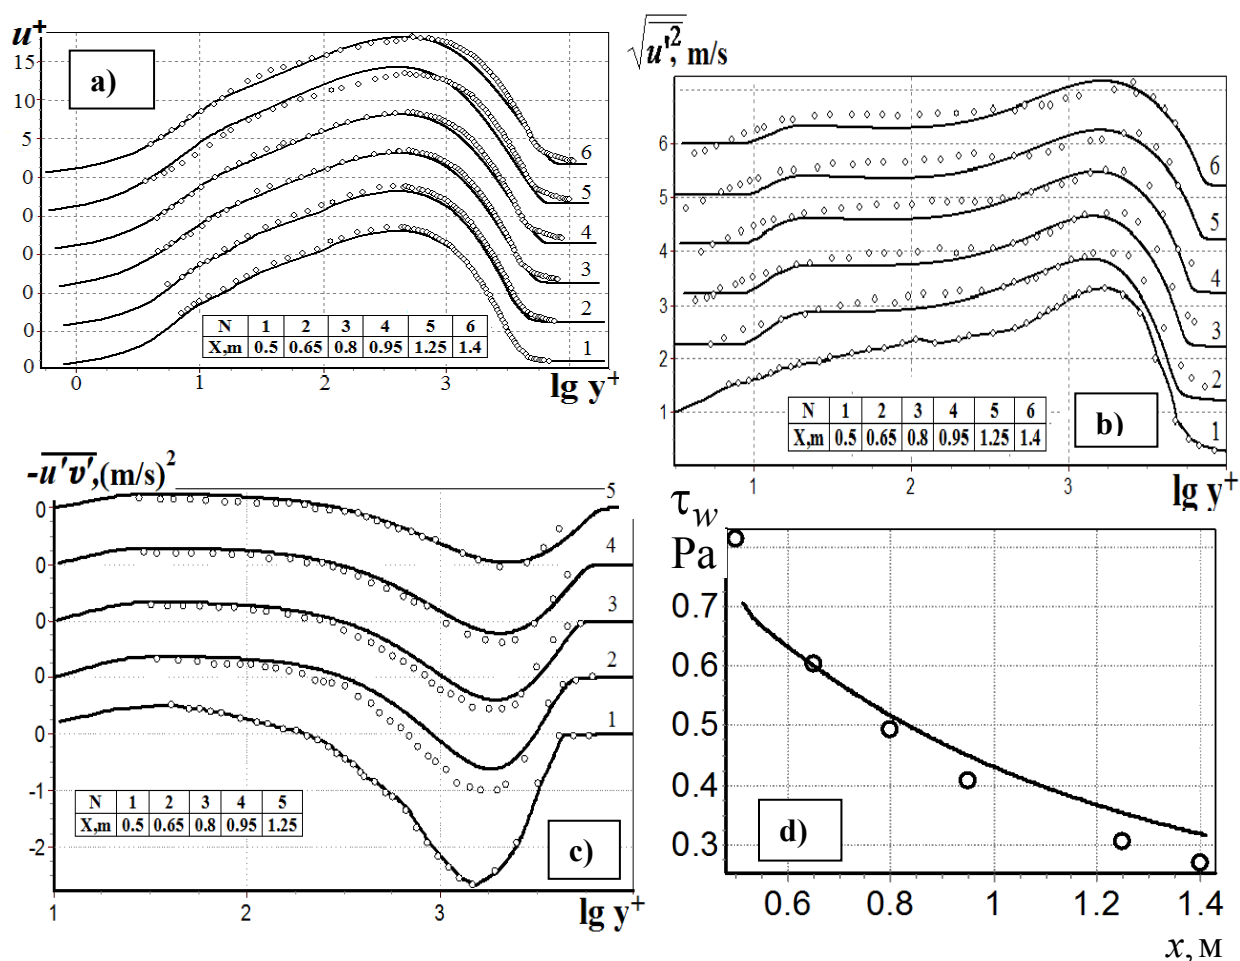 u+
a)
15
10
5
0
0
0
0
0
0
6
5
4
3
2
1
N 1 2 3 4 5 6
X,m 0.5 0.65 0.8 0.95 1.25 1.4
0 1 2 3
lg y+
√u'², m/s
6
5
4
3
2
1
6
5
4
3
2
1
N 1 2 3 4 5 6
X,m 0.5 0.65 0.8 0.95 1.25 1.4
b)
1 2 3
lg y+
-u'v',(m/s)2
0
0
0
0
0
-1
-2
5
4
3
2
1
N 1 2 3 4 5
X,m 0.5 0.65 0.8 0.95 1.25
c)
1 2 3
lg y+
τw
Pa
0.7
0.6
0.5
0.4
0.3
d)
0.6 0.8 1 1.2 1.4
x, м